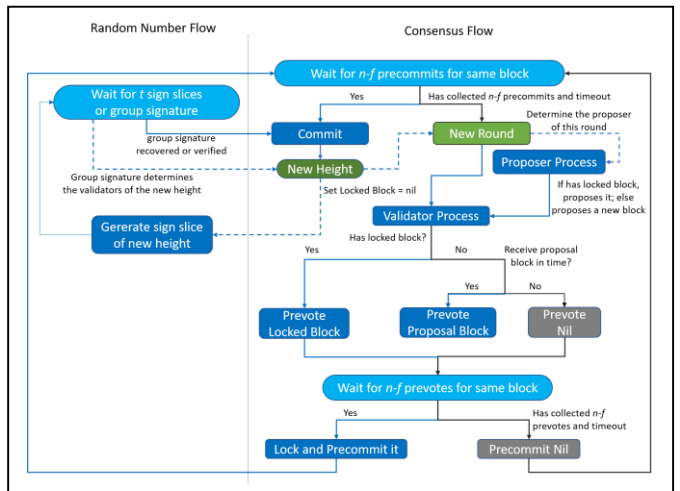 Random Number Flow
Consensus Flow
Wait for n-f precommits for same block
Wait for t sign slices
or group signature
Yes
Has collected n-f precommits and timeout
Determine the proposer
of this round
Commit
New Round
group signature
recovered or verified
Proposer Process
New Height
Group signature determines
the validators of the new height
Set Locked Block = nil
If has locked block,
proposes it; else
proposes a new block
Gererate sign slice
of new height
Validator Process
Has locked block?
Yes
No
Receive proposal
block in time?
Yes
No
Prevote
Locked Block
Prevote
Proposal Block
Prevote
Nil
Wait for n-f prevotes for same block
Yes
Has collected n-f
prevotes and timeout
Lock and Precommit it
Precommit Nil